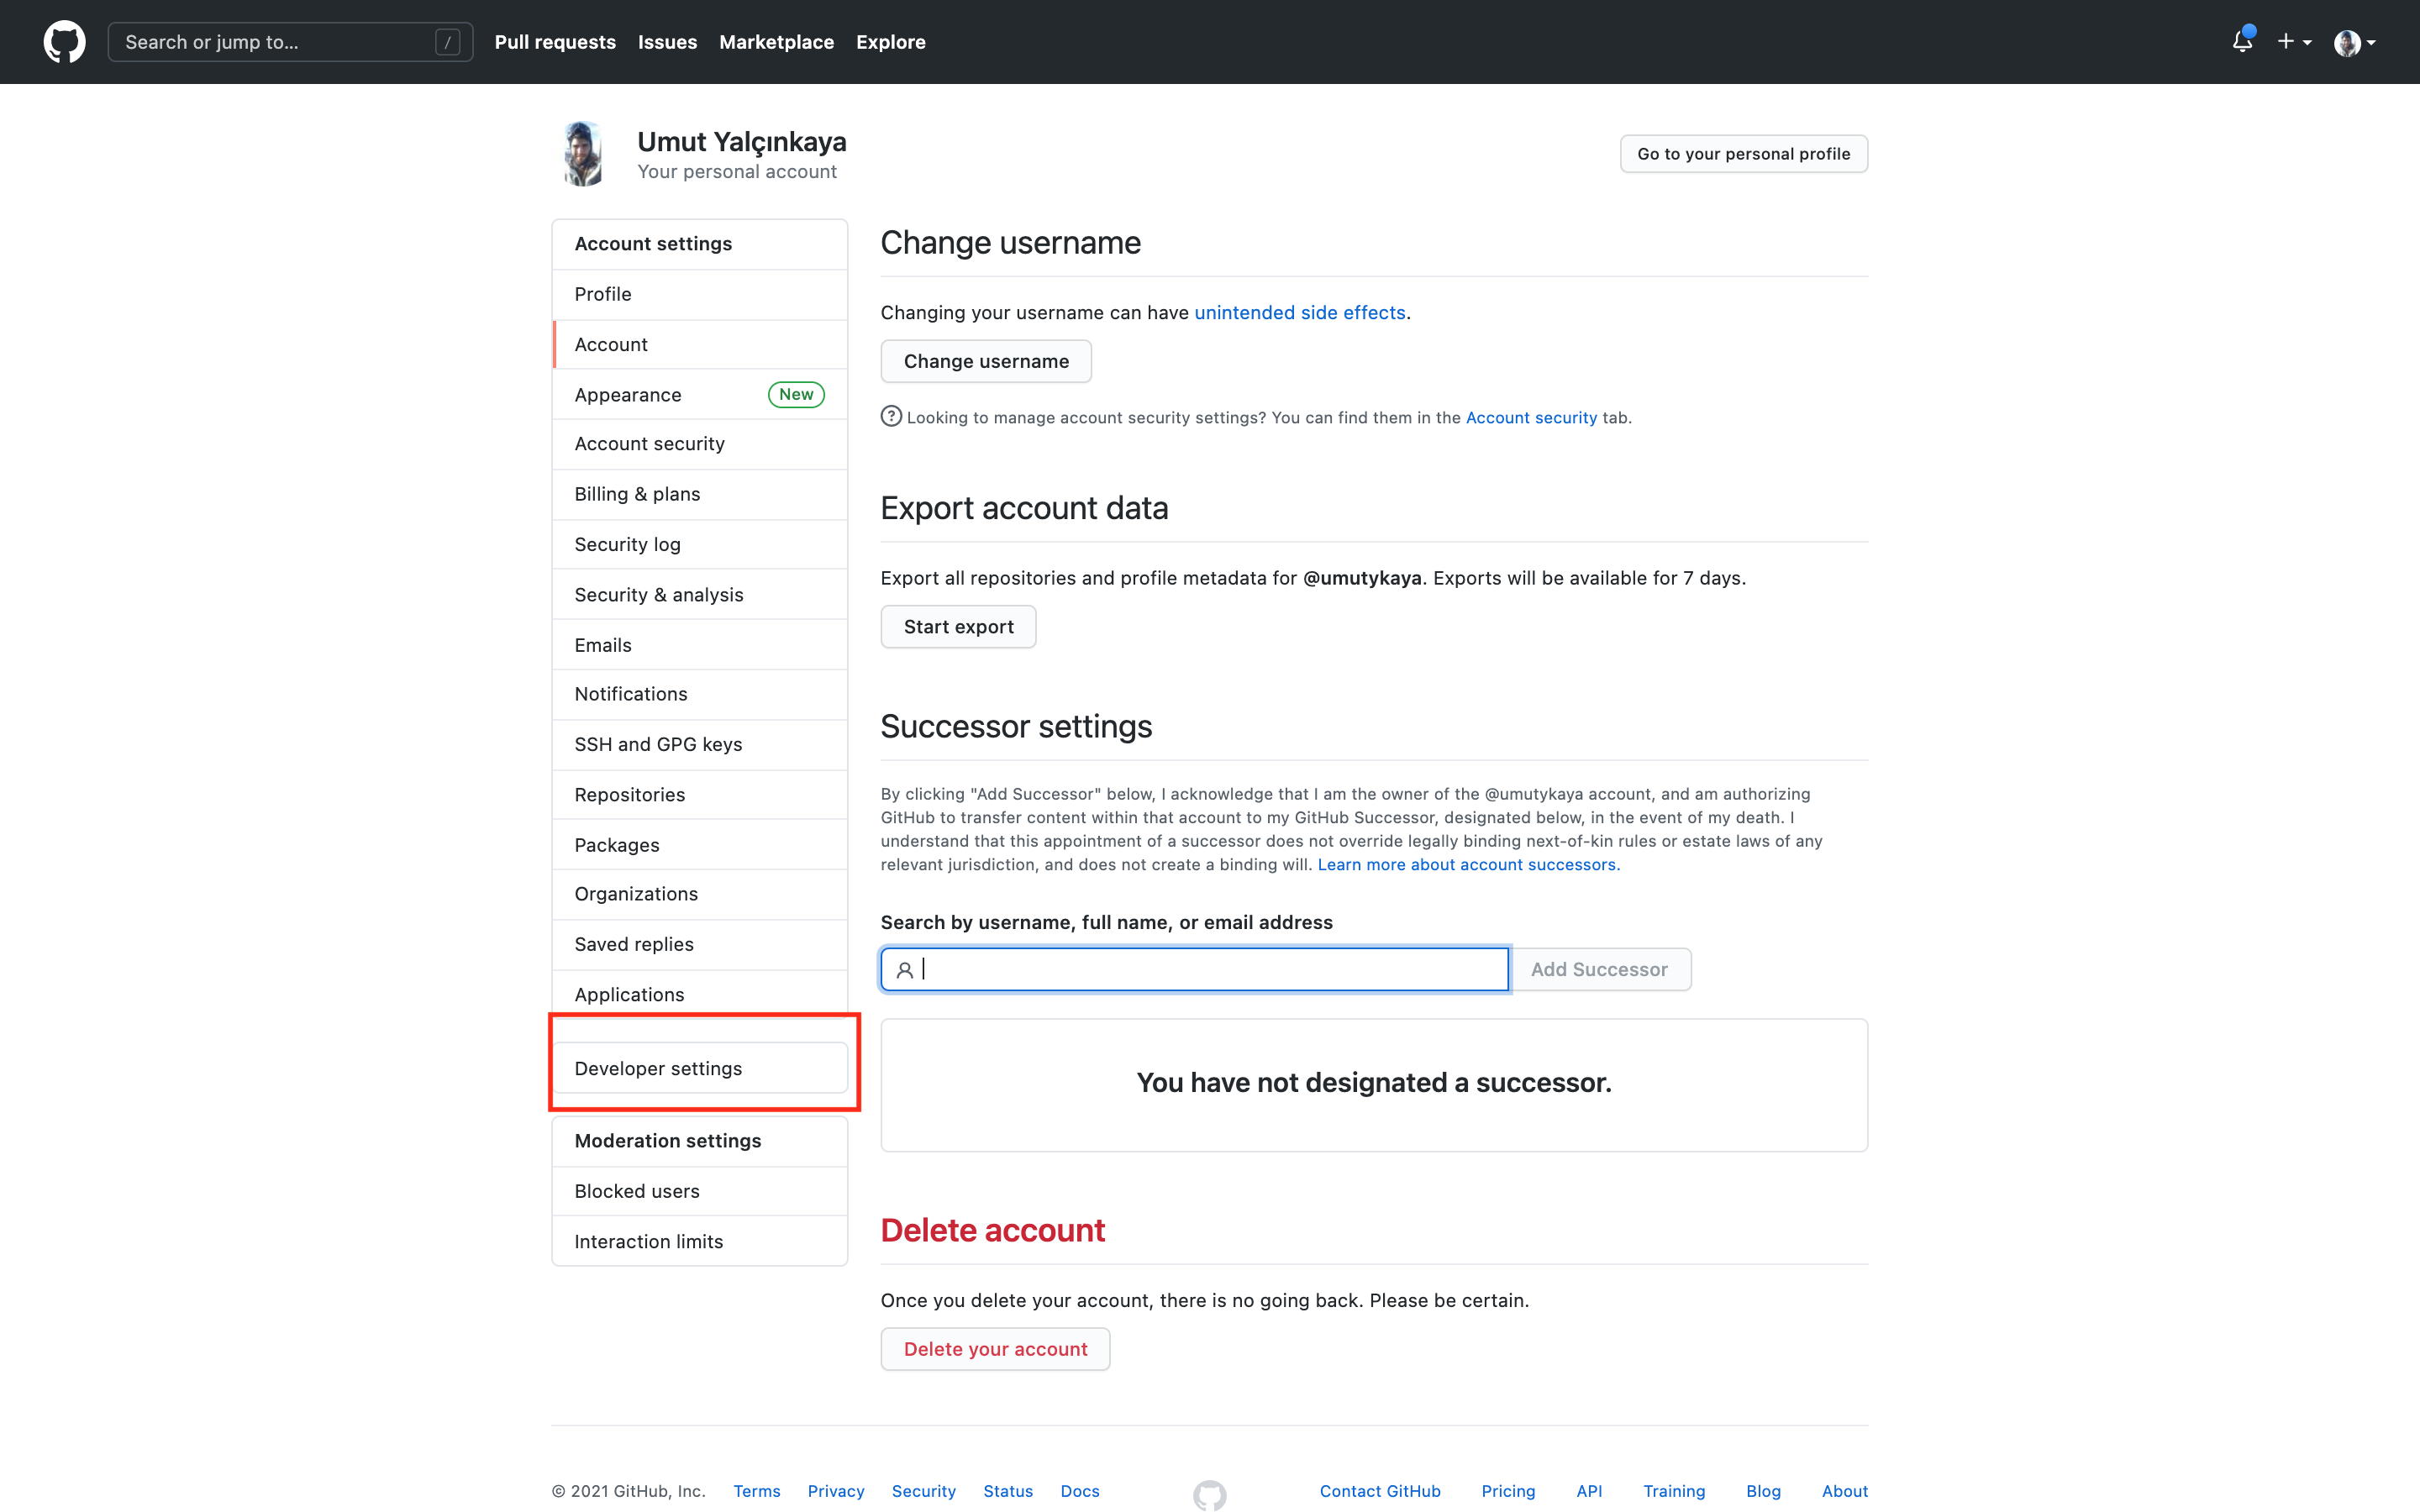 Search or jump to... /
Pull requests
Issues
Marketplace
Explore
Umut Yalçınkaya
Your personal account
Go to your personal profile
Account settings
Profile
Account
Appearance New
Account security
Billing & plans
Security log
Security & analysis
Emails
Notifications
SSH and GPG keys
Repositories
Packages
Organizations
Saved replies
Applications
Developer settings
Moderation settings
Blocked users
Interaction limits
Change username
Changing your username can have unintended side effects.
Change username
Looking to manage account security settings? You can find them in the Account security tab.
Export account data
Export all repositories and profile metadata for @umutykaya. Exports will be available for 7 days.
Start export
Successor settings
By clicking "Add Successor" below, I acknowledge that I am the owner of the @umutykaya account, and am authorizing
GitHub to transfer content within that account to my GitHub Successor, designated below, in the event of my death. I
understand that this appointment of a successor does not override legally binding next-of-kin rules or estate laws of any
relevant jurisdiction, and does not create a binding will. Learn more about account successors.
Search by username, full name, or email address
Add Successor
You have not designated a successor.
Delete account
Once you delete your account, there is no going back. Please be certain.
Delete your account
© 2021 GitHub, Inc.
Terms
Privacy
Security
Status
Docs
Contact GitHub
Pricing
API
Training
Blog
About